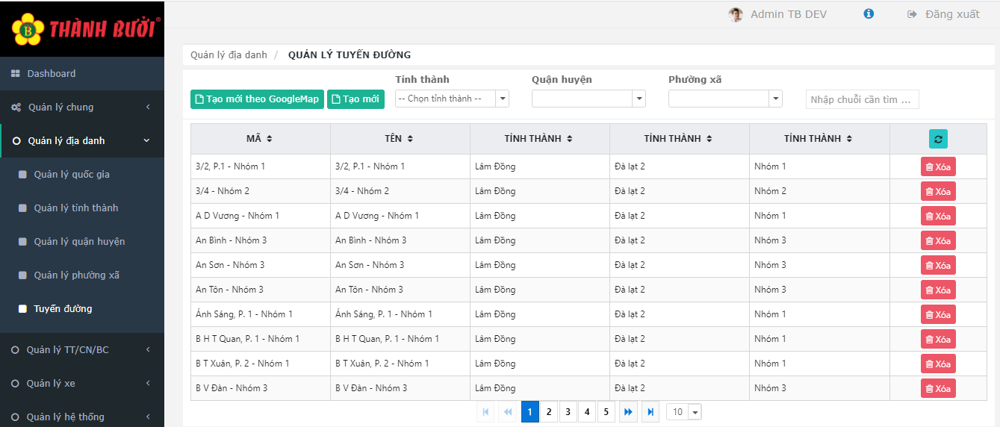 THÀNH BƯỞI®
B
Admin TB DEV
Đăng xuất
Dashboard
Quản lý chung
Quản lý địa danh
Quản lý quốc gia
Quản lý tỉnh thành
Quản lý quận huyện
Quản lý phường xã
Tuyến đường
Quản lý TT/CN/BC
Quản lý xe
Quản lý hệ thống
Quản lý địa danh / QUẢN LÝ TUYẾN ĐƯỜNG
Tỉnh thành Quận huyện Phường xã
Tạo mới theo GoogleMap Tạo mới -- Chọn tỉnh thành -- Nhập chuỗi cần tìm ...
MÃ TÊN TỈNH THÀNH TỈNH THÀNH TỈNH THÀNH
3/2, P.1 - Nhóm 1 3/2, P.1 - Nhóm 1 Lâm Đồng Đà lạt 2 Nhóm 1 Xóa
3/4 - Nhóm 2 3/4 - Nhóm 2 Lâm Đồng Đà lạt 2 Nhóm 2 Xóa
A D Vương - Nhóm 1 A D Vương - Nhóm 1 Lâm Đồng Đà lạt 2 Nhóm 1 Xóa
An Bình - Nhóm 3 An Bình - Nhóm 3 Lâm Đồng Đà lạt 2 Nhóm 3 Xóa
An Sơn - Nhóm 3 An Sơn - Nhóm 3 Lâm Đồng Đà lạt 2 Nhóm 3 Xóa
An Tôn - Nhóm 3 An Tôn - Nhóm 3 Lâm Đồng Đà lạt 2 Nhóm 3 Xóa
Ánh Sáng, P. 1 - Nhóm 1 Ánh Sáng, P. 1 - Nhóm 1 Lâm Đồng Đà lạt 2 Nhóm 1 Xóa
B H T Quan, P. 1 - Nhóm 1 B H T Quan, P. 1 - Nhóm 1 Lâm Đồng Đà lạt 2 Nhóm 1 Xóa
B T Xuân, P. 2 - Nhóm 1 B T Xuân, P. 2 - Nhóm 1 Lâm Đồng Đà lạt 2 Nhóm 1 Xóa
B V Đàn - Nhóm 3 B V Đàn - Nhóm 3 Lâm Đồng Đà lạt 2 Nhóm 3 Xóa
1 2 3 4 5 10